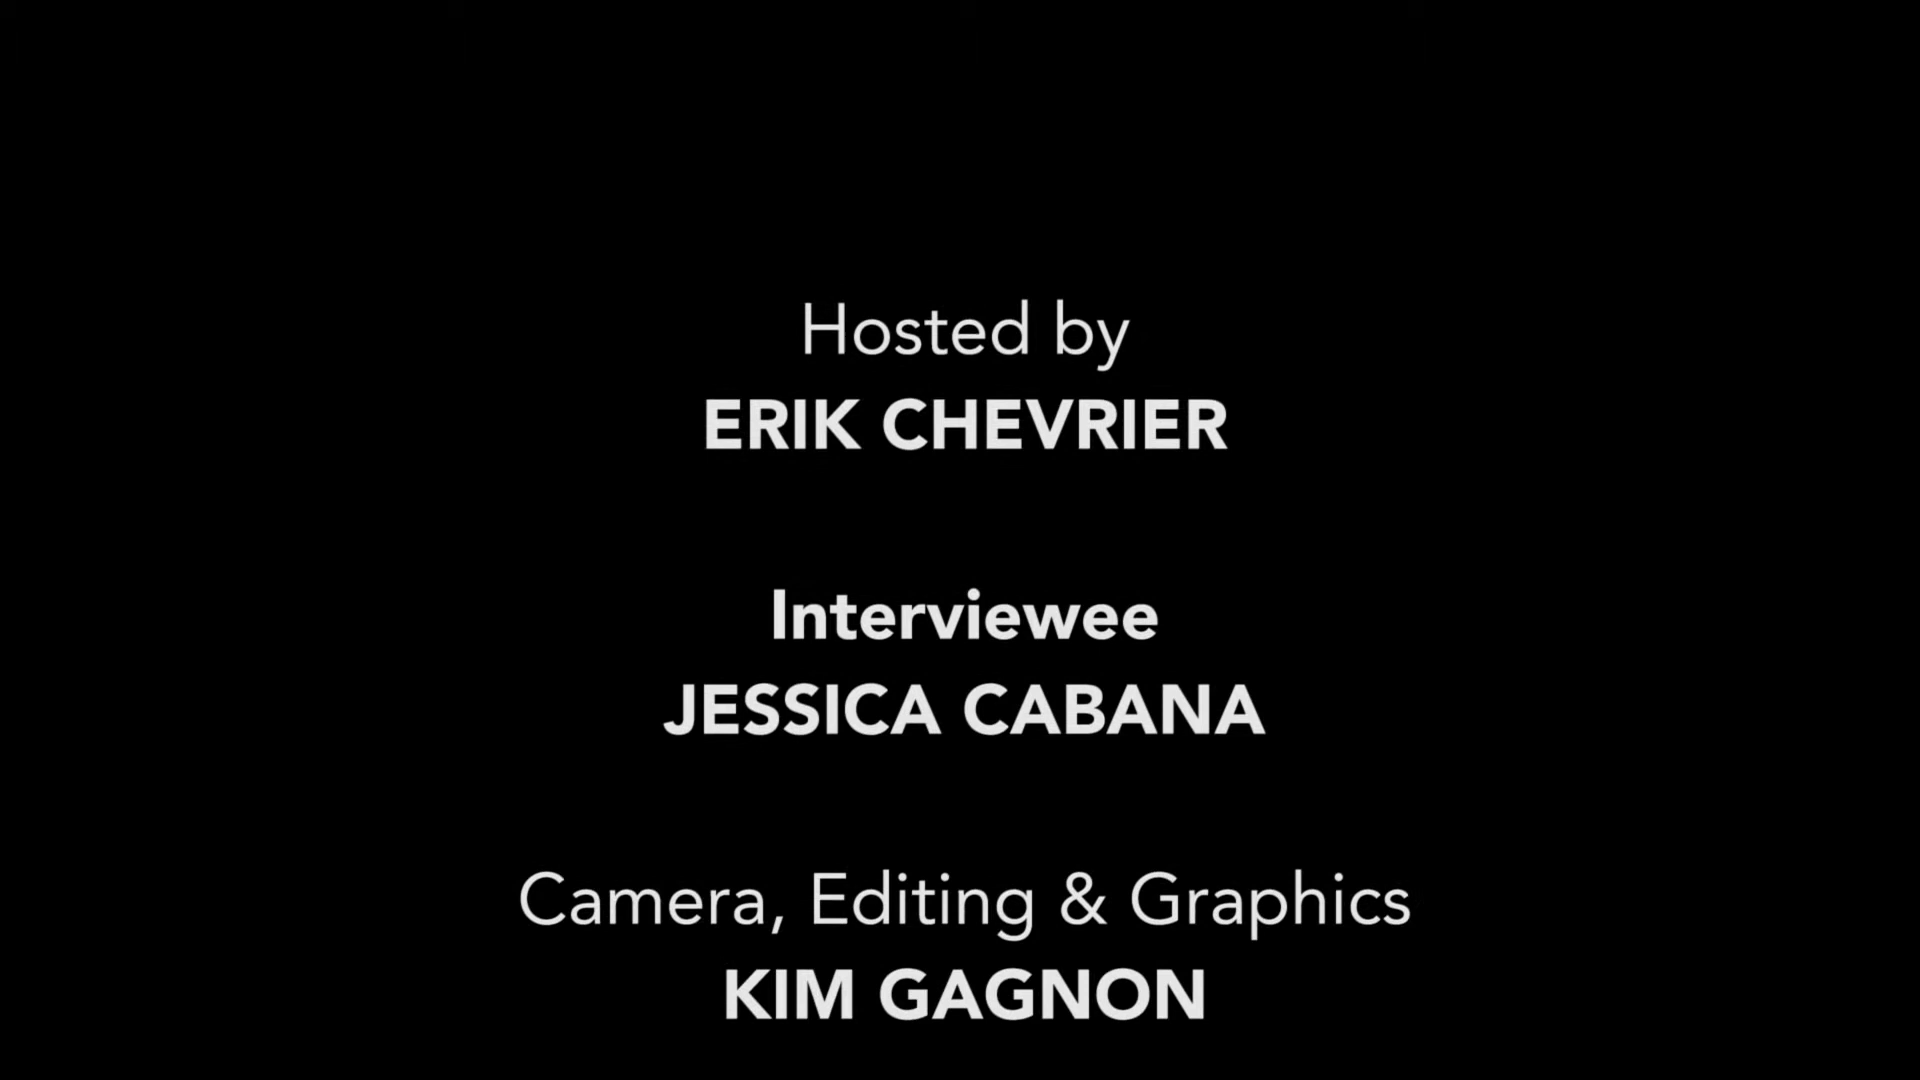 Hosted by
ERIK CHEVRIER
Interviewee
JESSICA CABANA
Camera, Editing & Graphics
KIM GAGNON